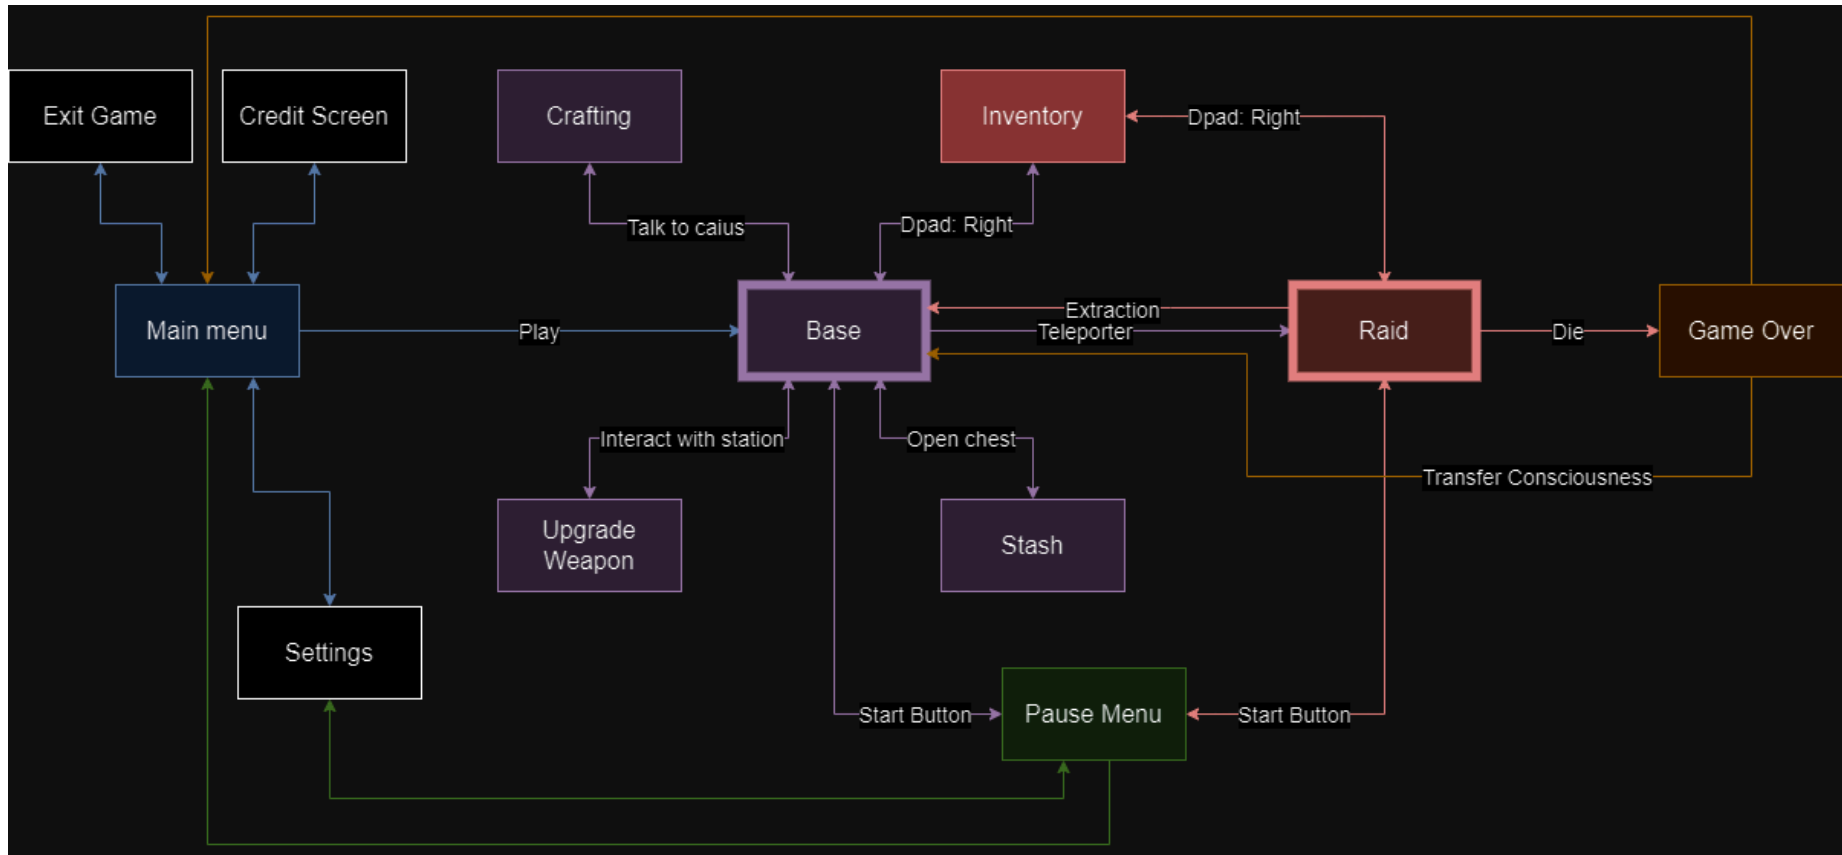 Exit Game
Credit Screen
Crafting
Inventory
Dpad: Right
Talk to caius
Dpad: Right
Main menu
Play
Base
Extraction
Teleporter
Raid
Die
Game Over
Interact with station
Open chest
Transfer Consciousness
Upgrade
Weapon
Stash
Settings
Start Button
Pause Menu
Start Button